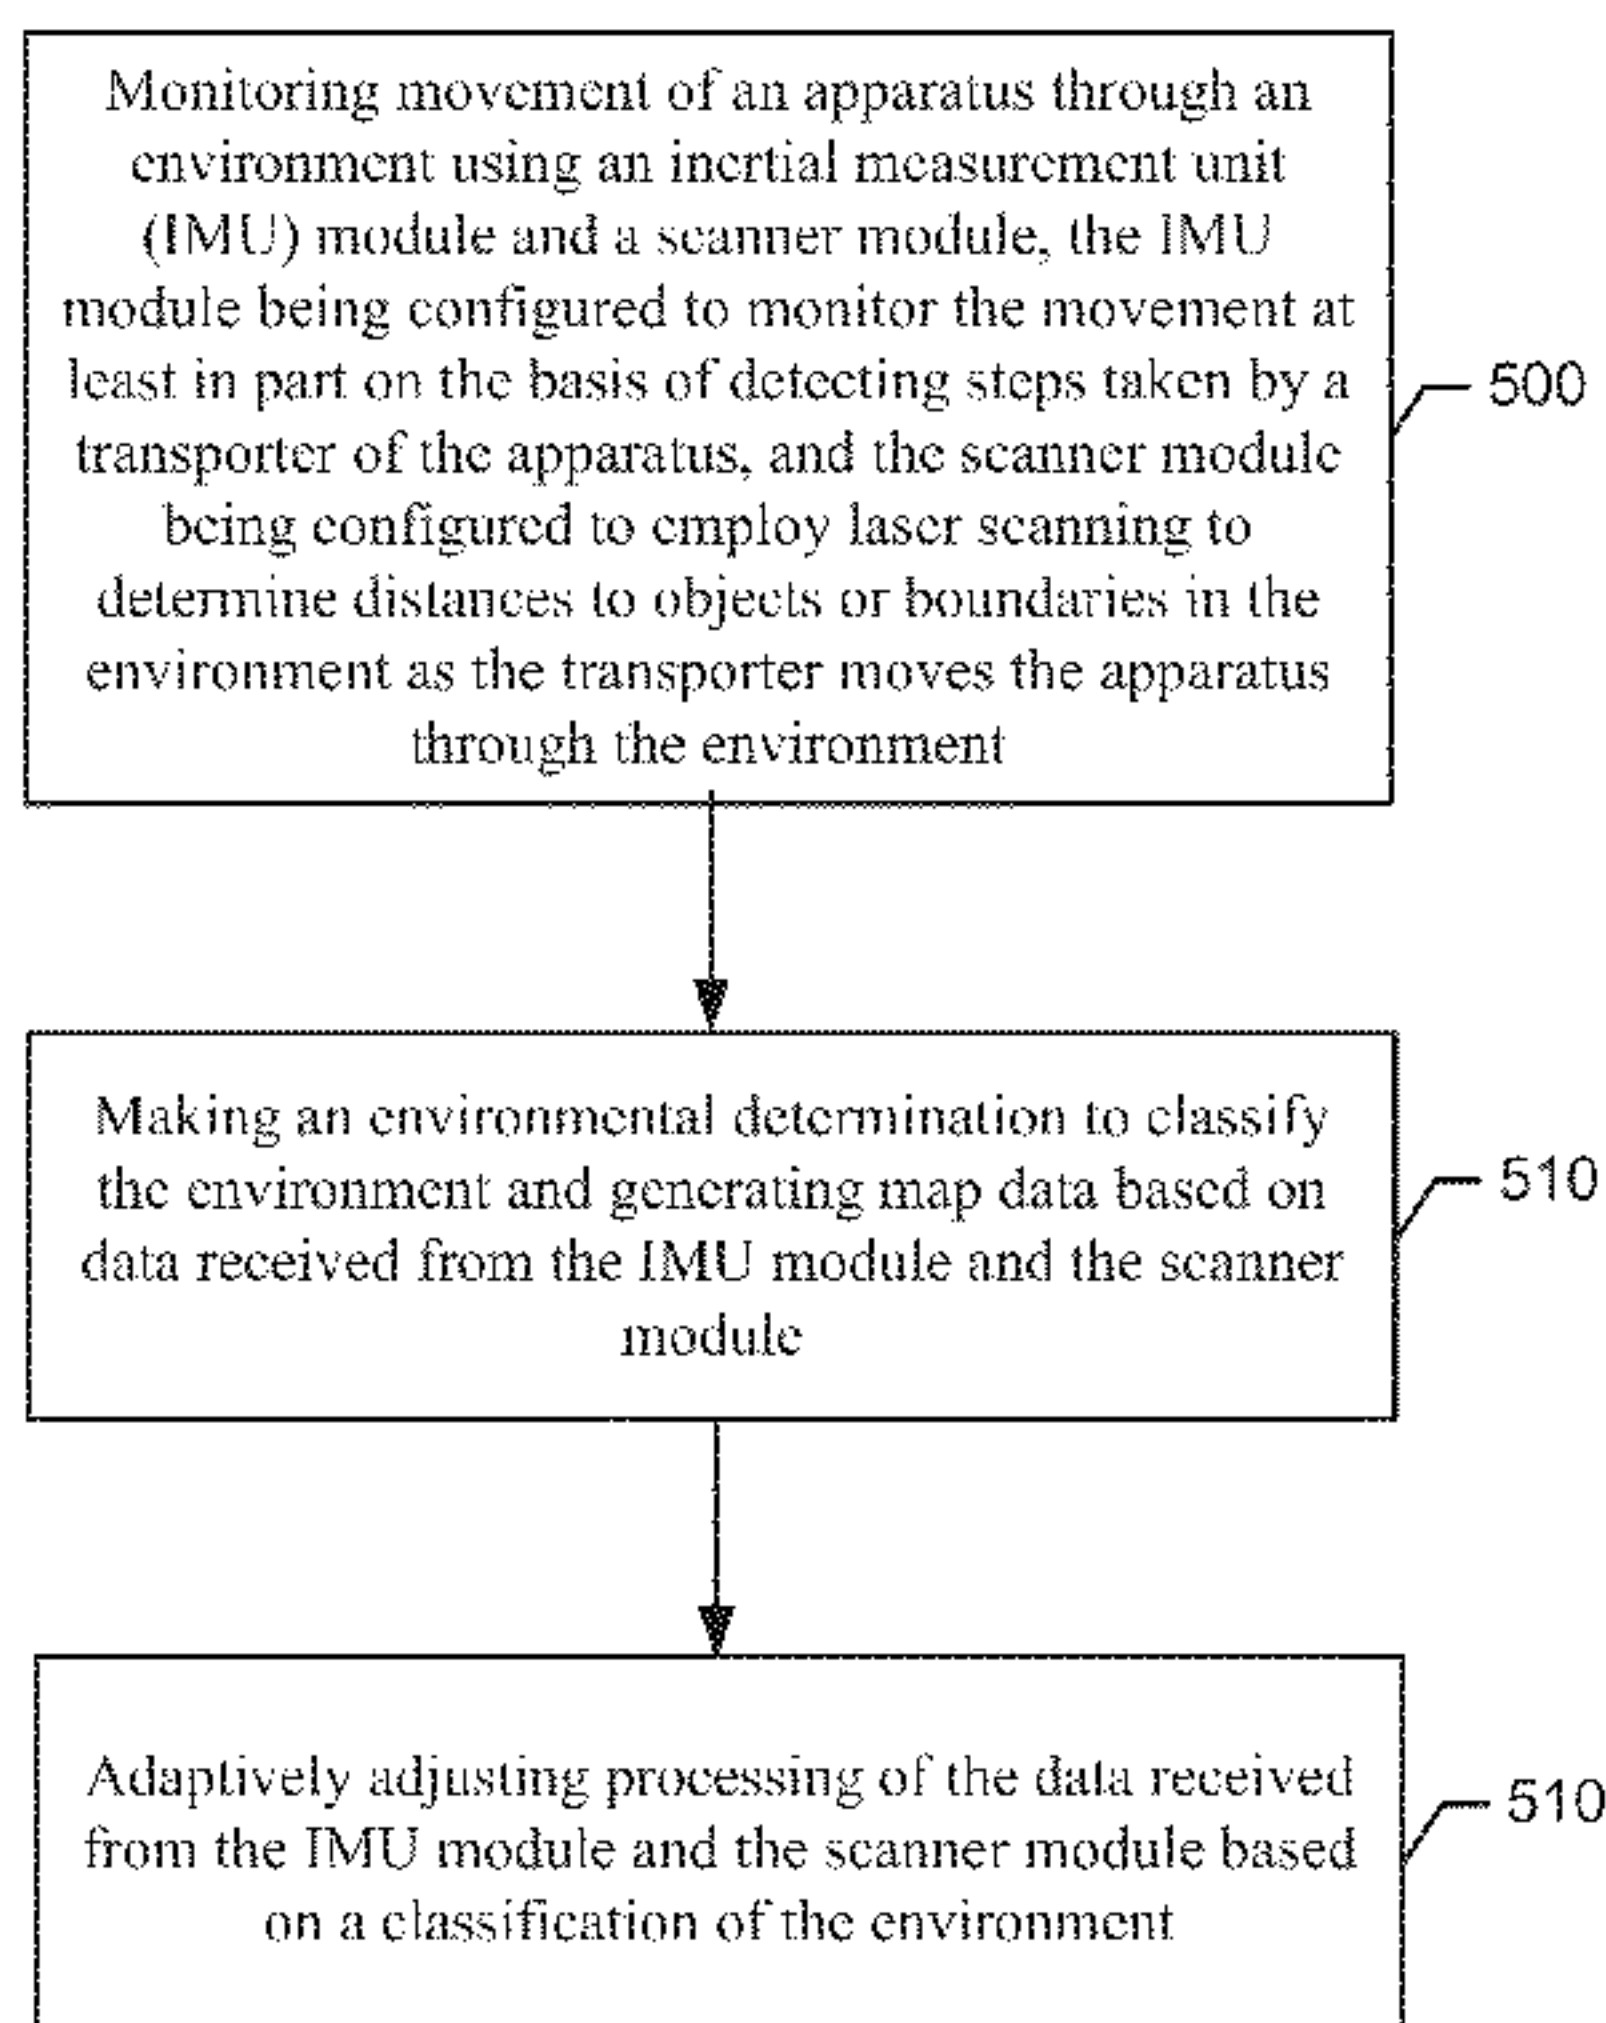 Monitoring movement of an apparatus through an
environment using an inertial measurement unit
(IMU) module and a scanner module, the IMU
module being configured to monitor the movement at
least in part on the basis of detecting steps taken by a
transporter of the apparatus, and the scanner module
being configured to employ laser scanning to
determine distances to objects or boundaries in the
environment as the transporter moves the apparatus
through the environment
500
Making an environmental determination to classify
the environment and generating map data based on
data received from the IMU module and the scanner
module
510
Adaptively adjusting processing of the data received
from the IMU module and the scanner module based
on a classification of the environment
510